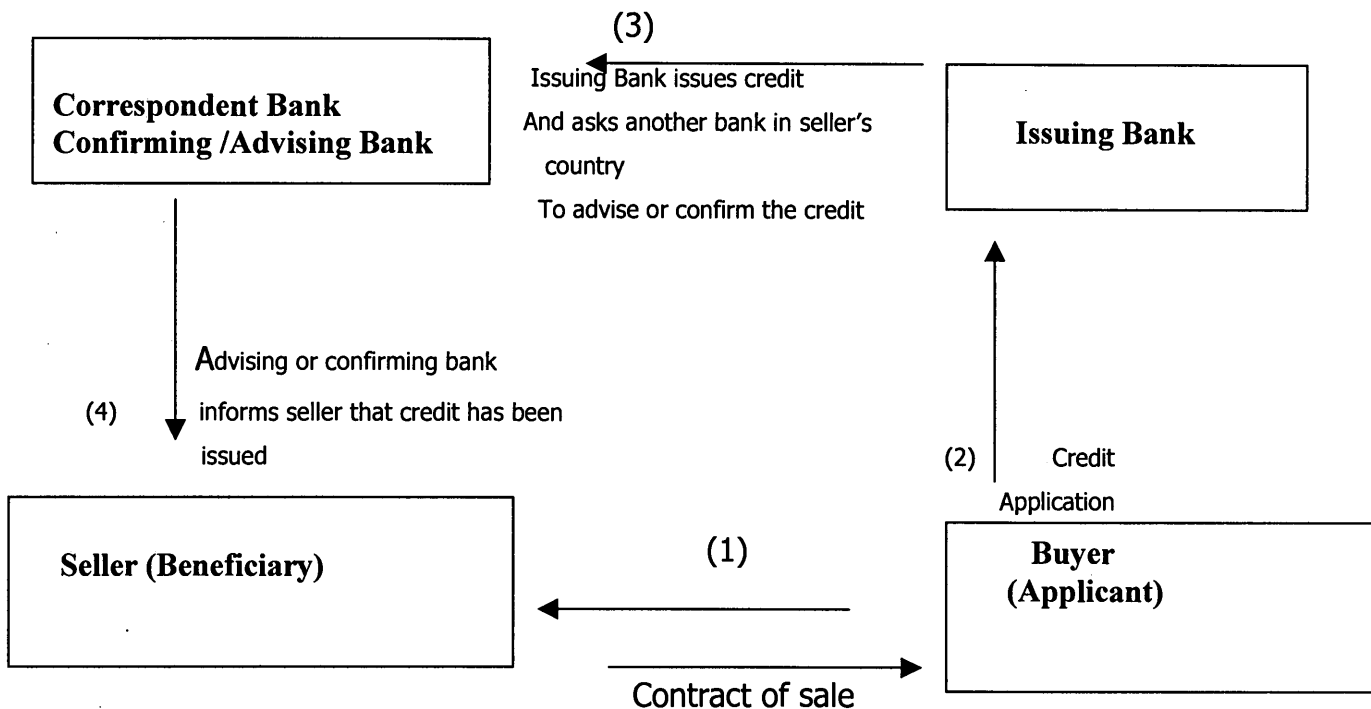 (3)
Correspondent Bank
Confirming /Advising Bank
Issuing Bank issues credit
And asks another bank in seller's
country
To advise or confirm the credit
Issuing Bank
Advising or confirming bank
(4) informs seller that credit has been
issued
(2) Credit
Application
Seller (Beneficiary)
(1)
Buyer
(Applicant)
Contract of sale